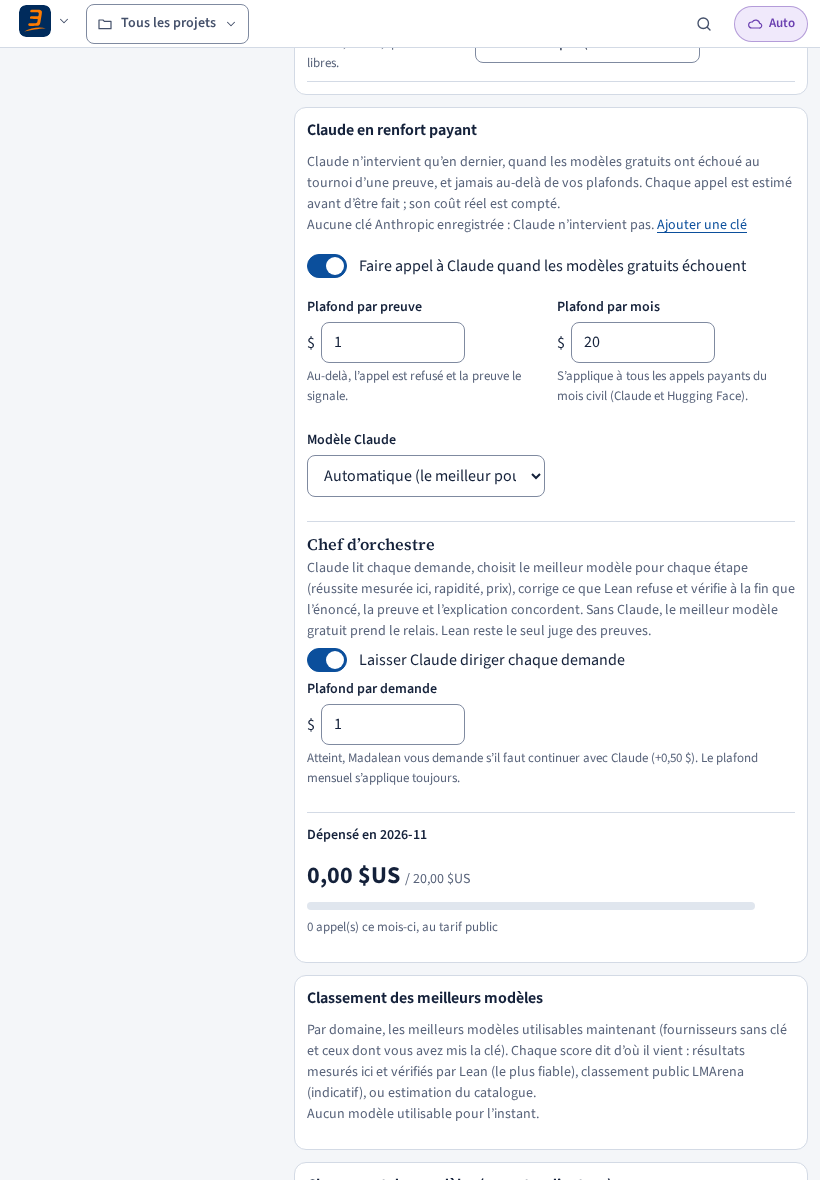 Tous les projets
Auto
libres.
Claude en renfort payant
Claude n’intervient qu’en dernier, quand les modèles gratuits ont échoué au
tournoi d’une preuve, et jamais au-delà de vos plafonds. Chaque appel est estimé
avant d’être fait ; son coût réel est compté.
Aucune clé Anthropic enregistrée : Claude n’intervient pas. Ajouter une clé
Faire appel à Claude quand les modèles gratuits échouent
Plafond par preuve
Plafond par mois
$ 1
$ 20
Au-delà, l’appel est refusé et la preuve le
signale.
S’applique à tous les appels payants du
mois civil (Claude et Hugging Face).
Modèle Claude
Automatique (le meilleur pou
Chef d’orchestre
Claude lit chaque demande, choisit le meilleur modèle pour chaque étape
(réussite mesurée ici, rapidité, prix), corrige ce que Lean refuse et vérifie à la fin que
l’énoncé, la preuve et l’explication concordent. Sans Claude, le meilleur modèle
gratuit prend le relais. Lean reste le seul juge des preuves.
Laisser Claude diriger chaque demande
Plafond par demande
$ 1
Atteint, Madalean vous demande s’il faut continuer avec Claude (+0,50 $). Le plafond
mensuel s’applique toujours.
Dépensé en 2026-11
0,00 $US / 20,00 $US
0 appel(s) ce mois-ci, au tarif public
Classement des meilleurs modèles
Par domaine, les meilleurs modèles utilisables maintenant (fournisseurs sans clé
et ceux dont vous avez mis la clé). Chaque score dit d’où il vient : résultats
mesurés ici et vérifiés par Lean (le plus fiable), classement public LMArena
(indicatif), ou estimation du catalogue.
Aucun modèle utilisable pour l’instant.